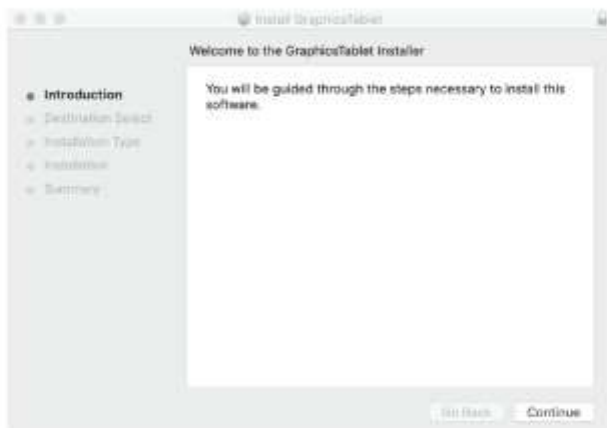 Install GraphicsTablet
Welcome to the GraphicsTablet Installer
Introduction
Destination Select
Installation Type
Installation
Summary
You will be guided through the steps necessary to install this
software.
Go Back
Continue